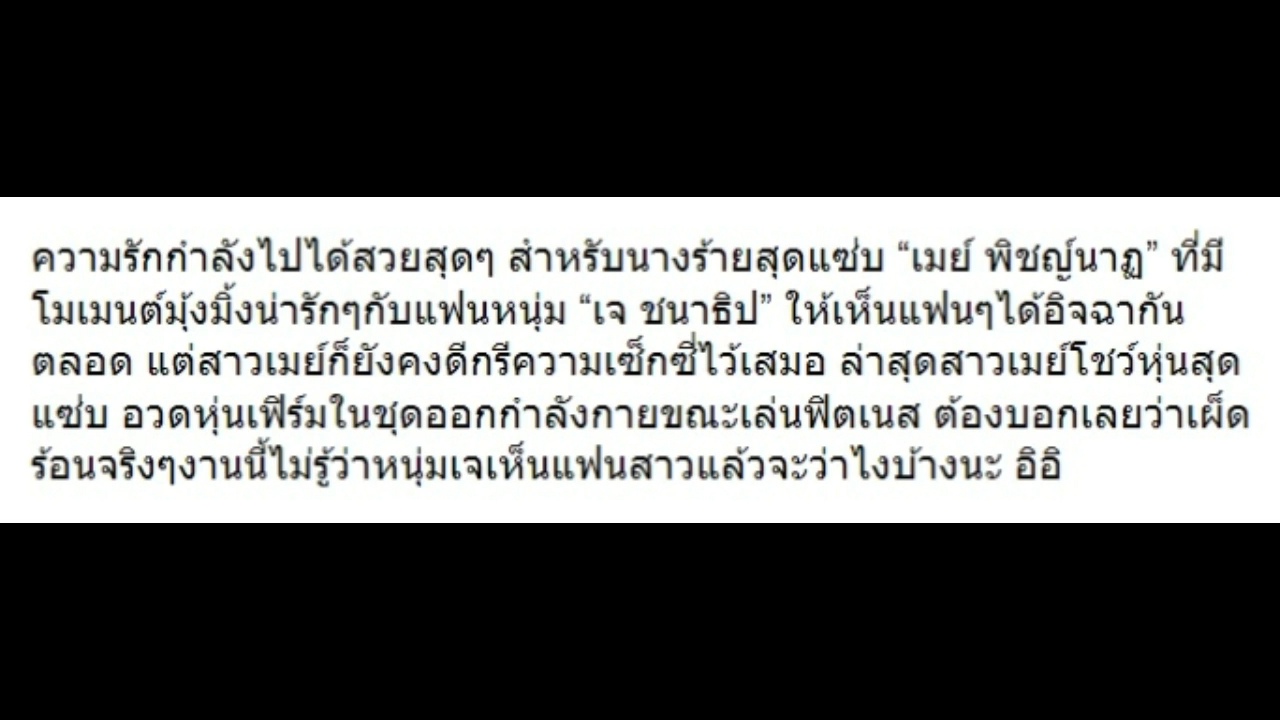 ความรักกำลังไปได้สวยสุดๆ สำหรับนางร้ายสุดแซ่บ “เมย์ พิชญ์นาฏ” ที่มี
โมเมนต์มุ้งมิ้งน่ารักๆกับแฟนหนุ่ม “เจ ชนาธิป” ให้เห็นแฟนๆได้อิจฉากัน
ตลอด แต่สาวเมย์ก็ยังคงดีกรีความเซ็กซี่ไว้เสมอ ล่าสุดสาวเมย์โชว์หุ่นสุด
แซ่บ อวดหุ่นเฟิร์มในชุดออกกำลังกายขณะเล่นฟิตเนส ต้องบอกเลยว่าเผ็ด
ร้อนจริงๆงานนี้ไม่รู้ว่าหนุ่มเจเห็นแฟนสาวแล้วจะว่าไงบ้างนะ อิอิ